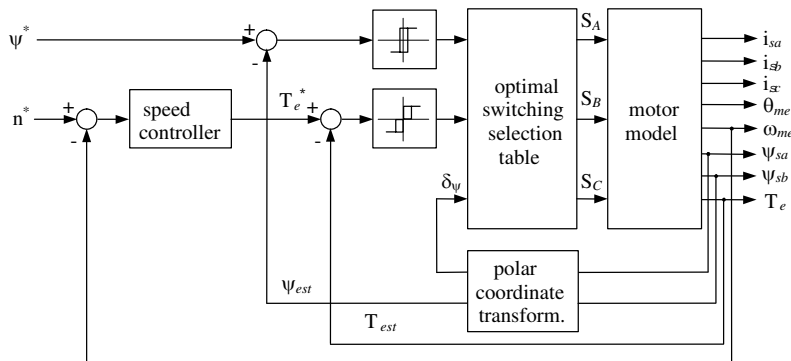 ψ*
+
-
n*
+
-
speed
controller
T_e*
+
-
optimal
switching
selection
table
δ_ψ
S_A
S_B
S_C
motor
model
i_sa
i_sb
i_sc
θ_me
ω_me
ψ_sa
ψ_sb
T_e
polar
coordinate
transform.
ψ_est
T_est